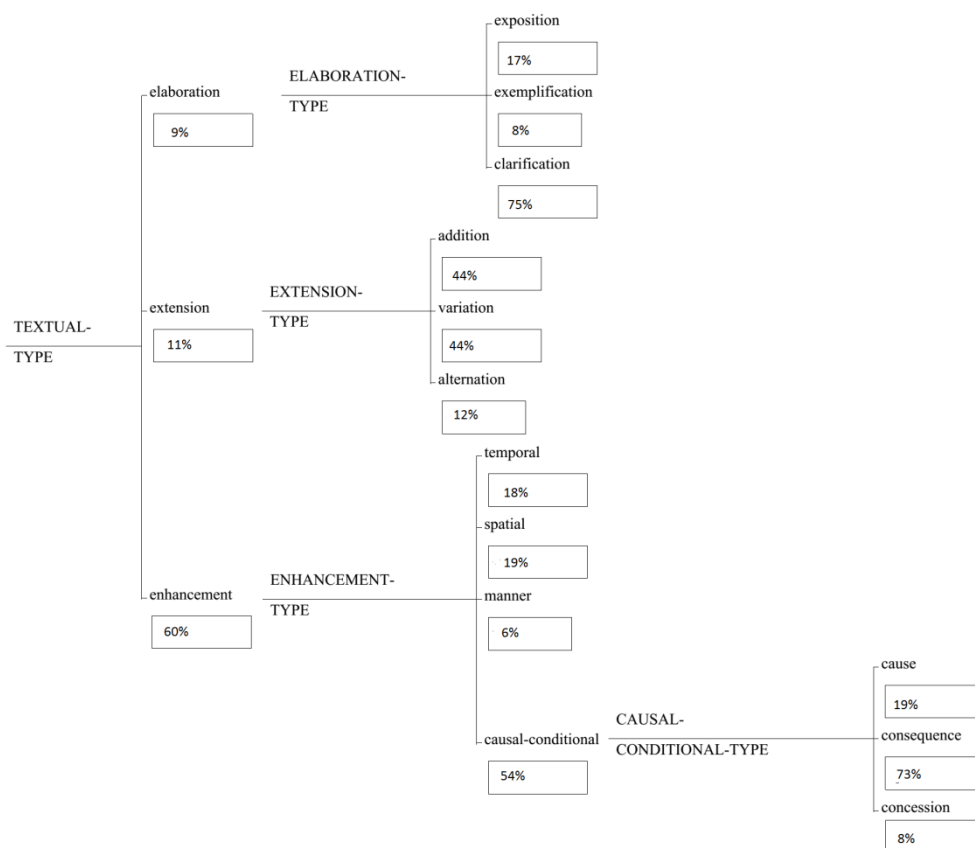 exposition
17%
ELABORATION-
TYPE
elaboration
9%
exemplification
8%
clarification
75%
addition
44%
EXTENSION-
TYPE
extension
11%
variation
44%
alternation
12%
TEXTUAL-
TYPE
temporal
18%
spatial
19%
ENHANCEMENT-
TYPE
enhancement
60%
manner
6%
causal-conditional
54%
CAUSAL-
CONDITIONAL-TYPE
cause
19%
consequence
73%
concession
8%